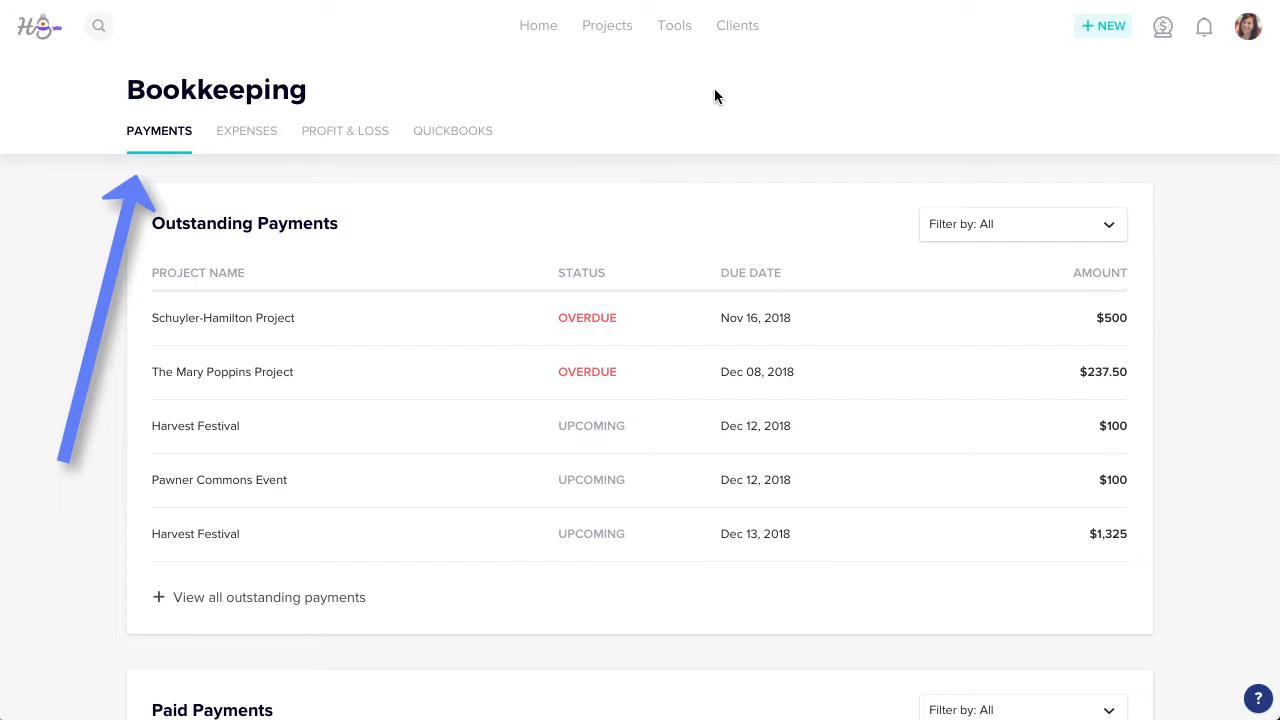 Home Projects Tools Clients + NEW
Bookkeeping
PAYMENTS EXPENSES PROFIT & LOSS QUICKBOOKS
Outstanding Payments Filter by: All
PROJECT NAME STATUS DUE DATE AMOUNT
Schuyler-Hamilton Project OVERDUE Nov 16, 2018 $500
The Mary Poppins Project OVERDUE Dec 08, 2018 $237.50
Harvest Festival UPCOMING Dec 12, 2018 $100
Pawner Commons Event UPCOMING Dec 12, 2018 $100
Harvest Festival UPCOMING Dec 13, 2018 $1,325
+ View all outstanding payments
Paid Payments Filter by: All
?